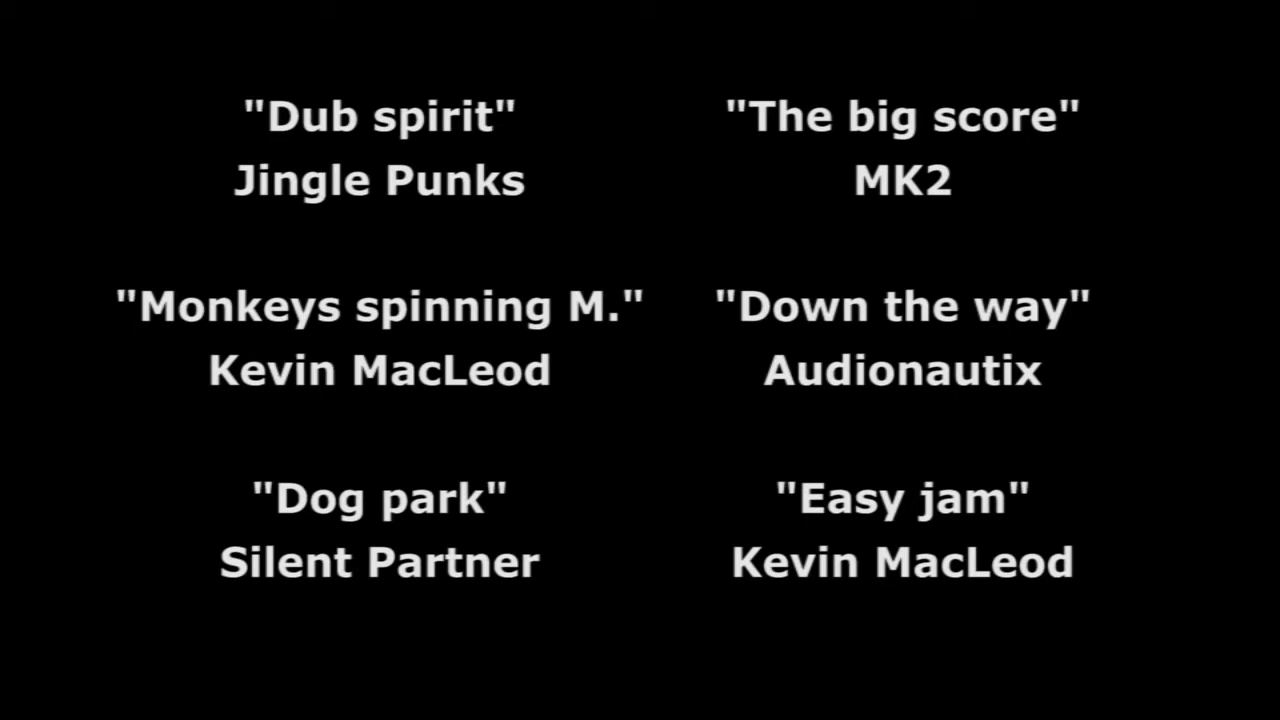 "Dub spirit"
Jingle Punks
"The big score"
MK2
"Monkeys spinning M."
Kevin MacLeod
"Down the way"
Audionautix
"Dog park"
Silent Partner
"Easy jam"
Kevin MacLeod